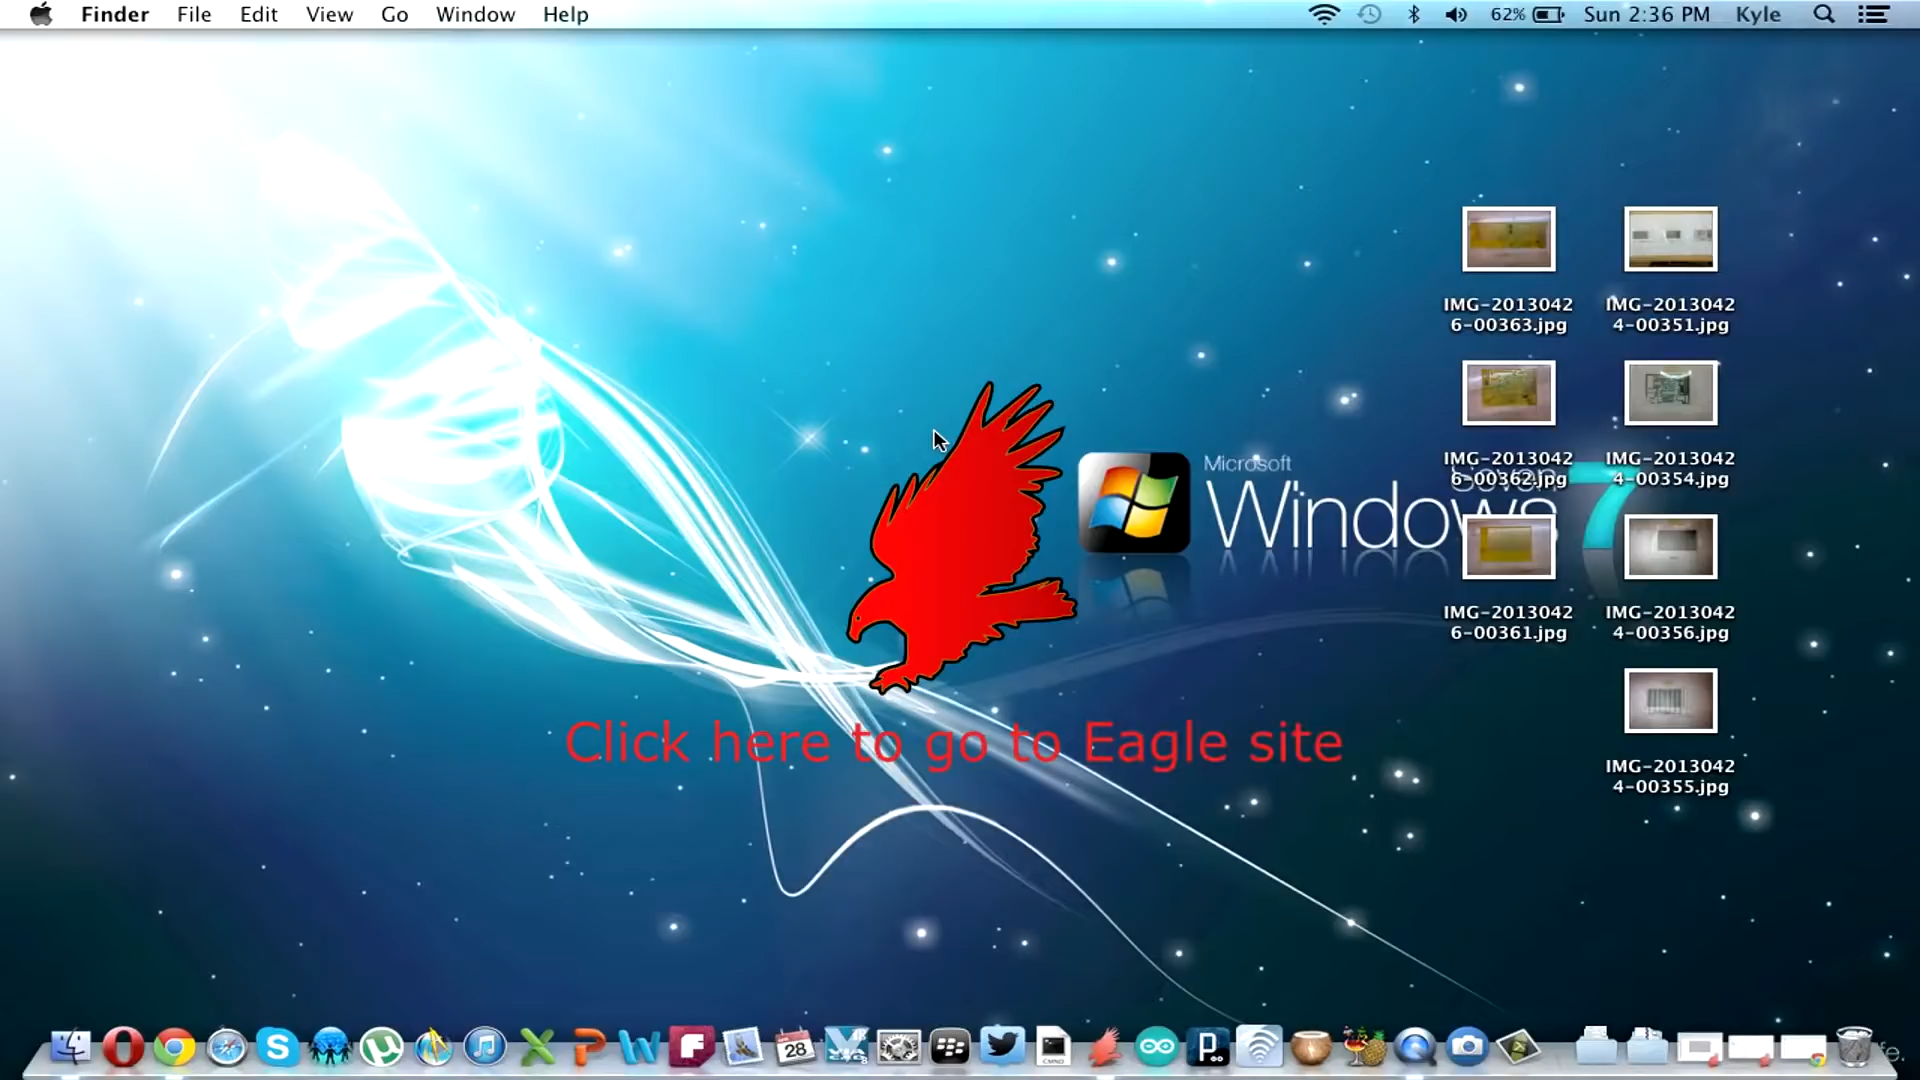 Finder File Edit View Go Window Help 62% Sun 2:36 PM Kyle
IMG-2013042
6-00363.jpg
IMG-2013042
4-00351.jpg
IMG-2013042
6-00362.jpg
IMG-2013042
4-00354.jpg
Microsoft
Windows 7
Seven
IMG-2013042
6-00361.jpg
IMG-2013042
4-00356.jpg
IMG-2013042
4-00355.jpg
Click here to go to Eagle site
28